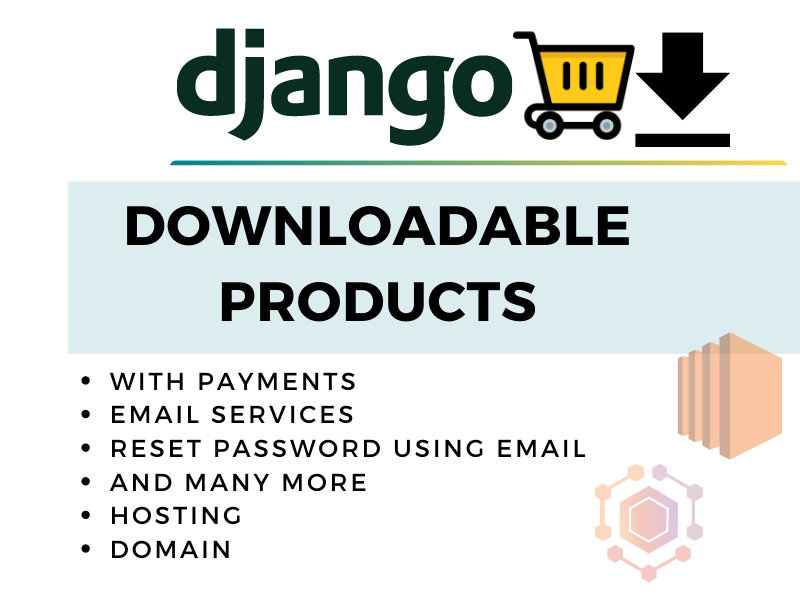 django
DOWNLOADABLE
PRODUCTS
• WITH PAYMENTS
• EMAIL SERVICES
• RESET PASSWORD USING EMAIL
• AND MANY MORE
• HOSTING
• DOMAIN